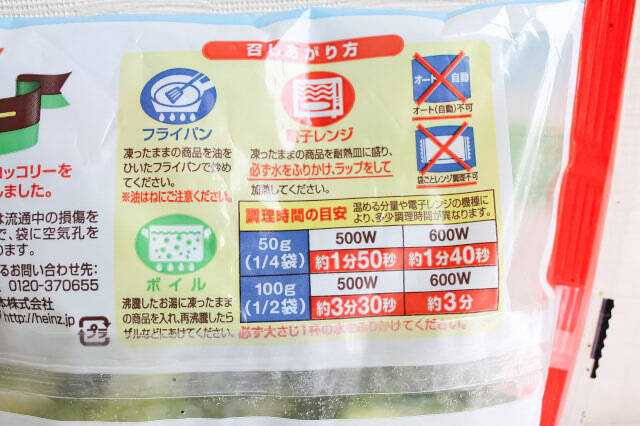 召しあがり方
フライパン
凍ったままの商品を油を
ひいたフライパンで炒め
てください。
※油はねにご注意ください。
電子レンジ
凍ったままの商品を耐熱皿に盛り、
必ず水をふりかけ、ラップをして
加熱してください。
オート 自動
オート(自動)不可
袋ごとレンジ調理不可
ボイル
沸騰したお湯に凍ったまま
の商品を入れ、再沸騰したら
ザルなどにあけてください。
調理時間の目安
温める分量や電子レンジの機種に
より、多少調理時間が異なります。
50g
(1/4袋)
500W
600W
約1分50秒
約1分40秒
100g
(1/2袋)
500W
600W
約3分30秒
約3分
必ず大さじ1杯の水をふりかけてください。
ロッコリーを
しました。
は流通中の損傷を
で、袋に空気孔を
ります。
るお問い合わせ先:
0120-370655
本株式会社
http://heinz.jp
プラ